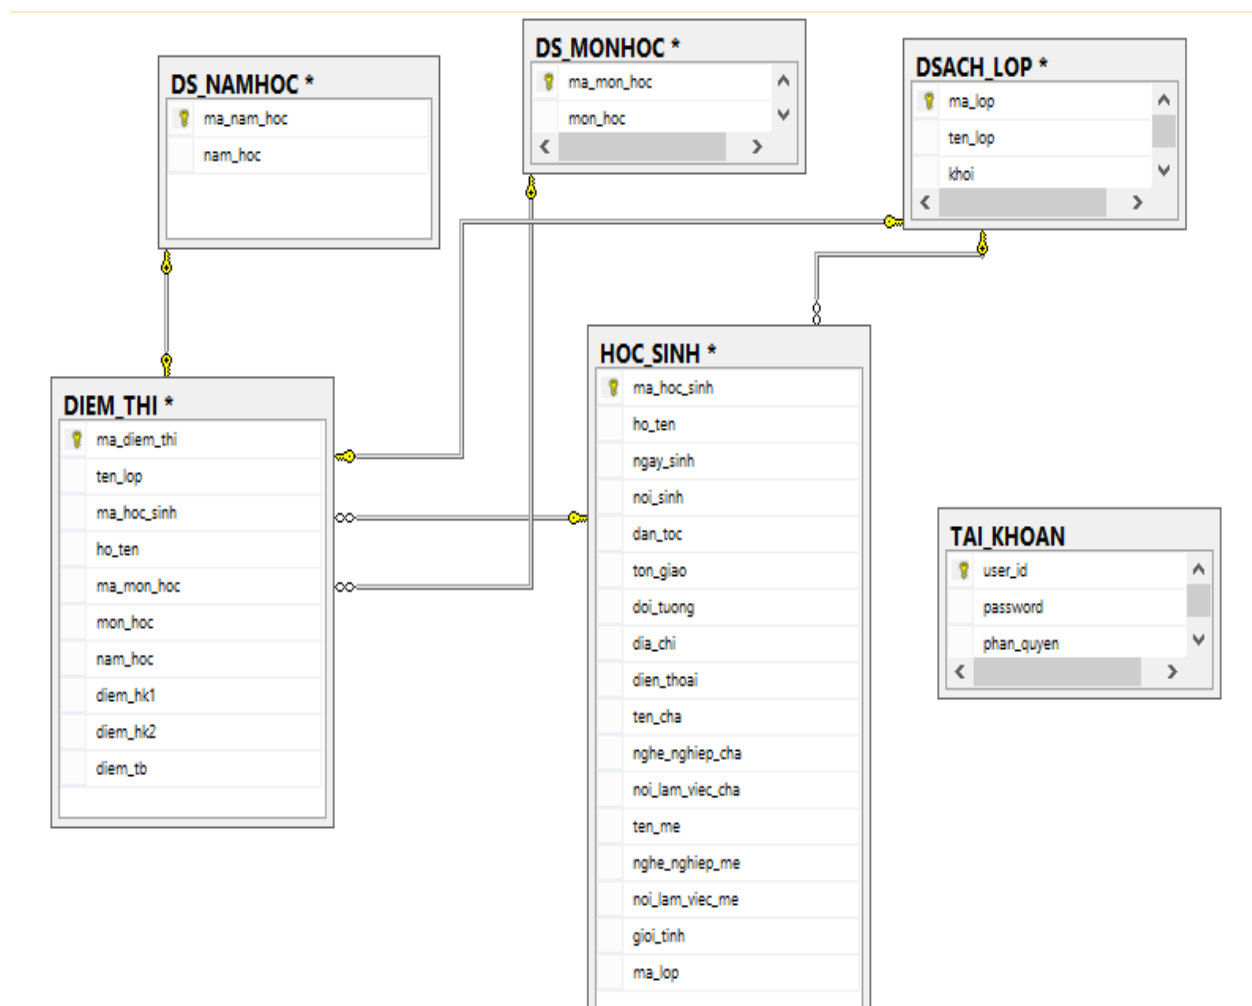 DS_NAMHOC *
ma_nam_hoc
nam_hoc
DS_MONHOC *
ma_mon_hoc
mon_hoc
DSACH_LOP *
ma_lop
ten_lop
khoi
DIEM_THI *
ma_diem_thi
ten_lop
ma_hoc_sinh
ho_ten
ma_mon_hoc
mon_hoc
nam_hoc
diem_hk1
diem_hk2
diem_tb
HOC_SINH *
ma_hoc_sinh
ho_ten
ngay_sinh
noi_sinh
dan_toc
ton_giao
doi_tuong
dia_chi
dien_thoai
ten_cha
nghe_nghiep_cha
noi_lam_viec_cha
ten_me
nghe_nghiep_me
noi_lam_viec_me
gioi_tinh
ma_lop
TAI_KHOAN
user_id
password
phan_quyen